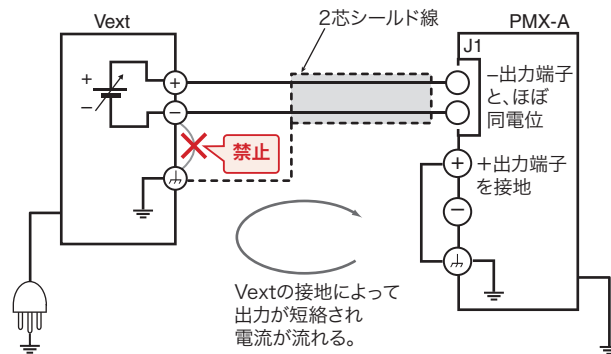 2芯シールド線
Vext
PMX-A
J1
+
−
+
−
−出力端子
と、ほぼ
同電位
禁止
+
−
+出力端子
を接地
Vextの接地によって
出力が短絡され
電流が流れる。